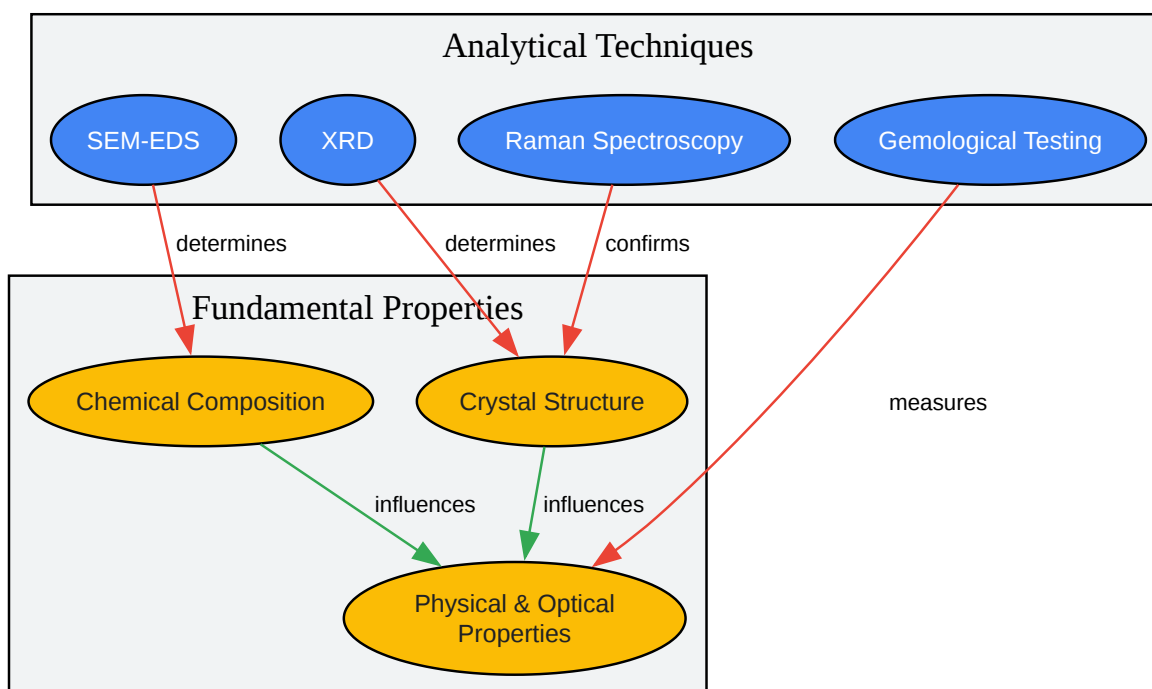 Analytical Techniques
SEM-EDS
XRD
Raman Spectroscopy
Gemological Testing
determines
determines
confirms
Fundamental Properties
Chemical Composition
Crystal Structure
measures
influences
influences
Physical & Optical
Properties